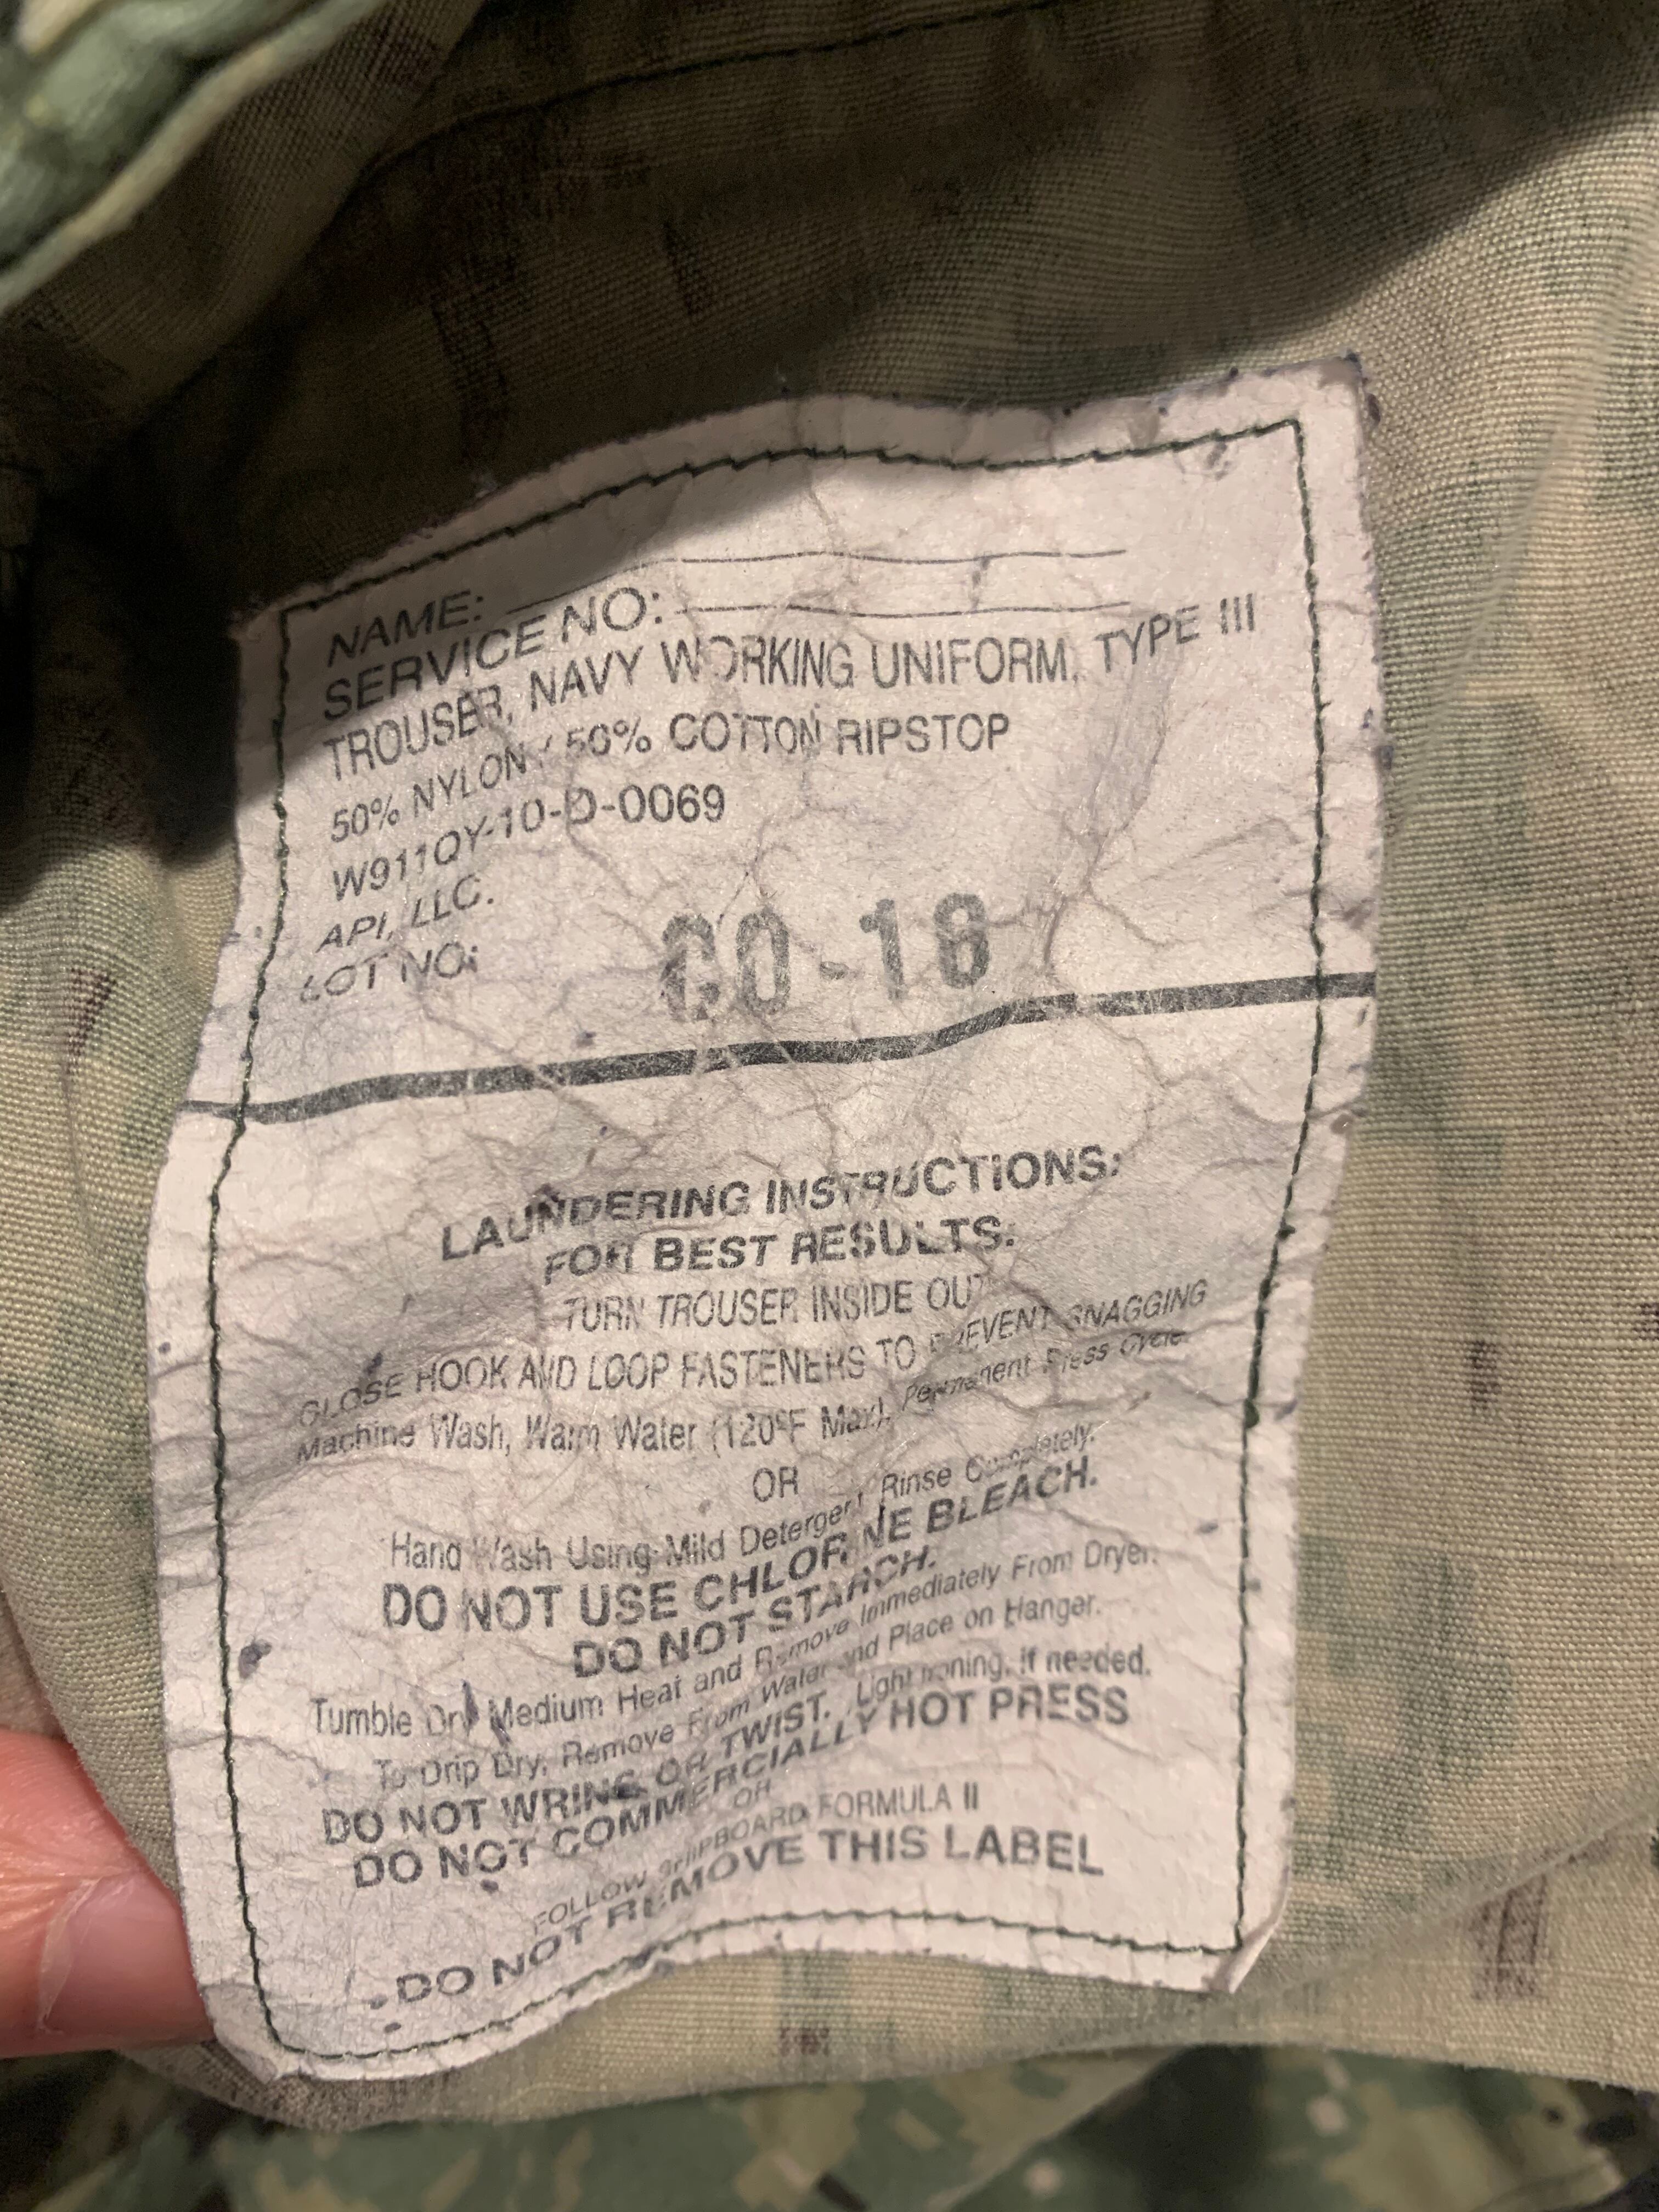 NAME:
SERVICE NO:
TROUSER, NAVY WORKING UNIFORM, TYPE III
50% NYLON / 50% COTTON RIPSTOP
W911QY-10-D-0069
API, LLC.
LOT NO:
LAUNDERING INSTRUCTIONS:
FOR BEST RESULTS:
TURN TROUSER INSIDE OUT
CLOSE HOOK AND LOOP FASTENERS TO PREVENT SNAGGING
Machine Wash, Warm Water (120°F Max), Permanent Press Cycle.
OR
Hand Wash Using Mild Detergent, Rinse Completely.
DO NOT USE CHLORINE BLEACH.
DO NOT STARCH.
Tumble Dry Medium Heat and Remove Immediately From Dryer.
To Drip Dry, Remove From Water and Place on Hanger.
DO NOT WRING OR TWIST. Light ironing, if needed.
DO NOT COMMERCIALLY HOT PRESS
OR
FOLLOW SHIPBOARD FORMULA II
DO NOT REMOVE THIS LABEL